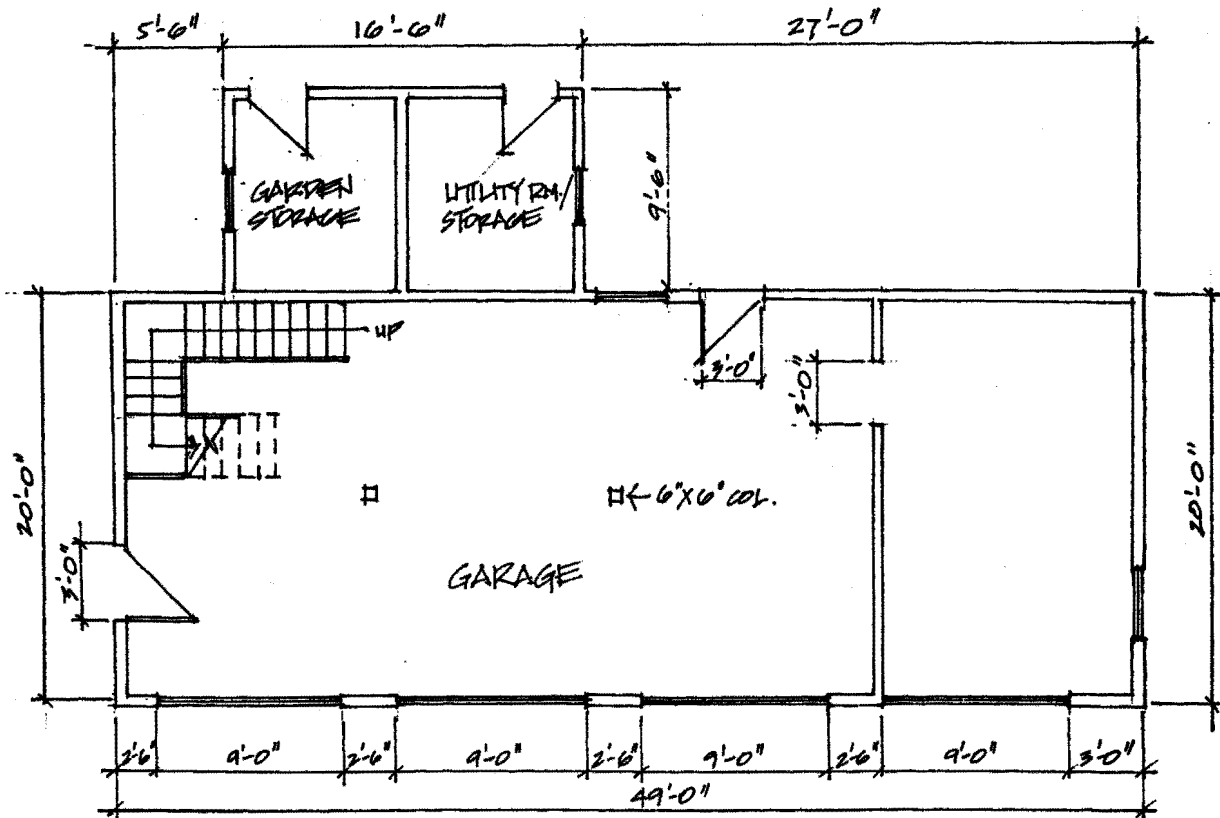 5'-6" 16'-6" 27'-0"
GARDEN
STORAGE
UTILITY RM./
STORAGE
9'-6"
UP
3'-0"
3'-0"
20'-0"
6"X6" COL.
20'-0"
3'-0"
GARAGE
2'-6" 9'-0" 2'-6" 9'-0" 2'-6" 9'-0" 2'-6" 9'-0" 3'-0"
49'-0"